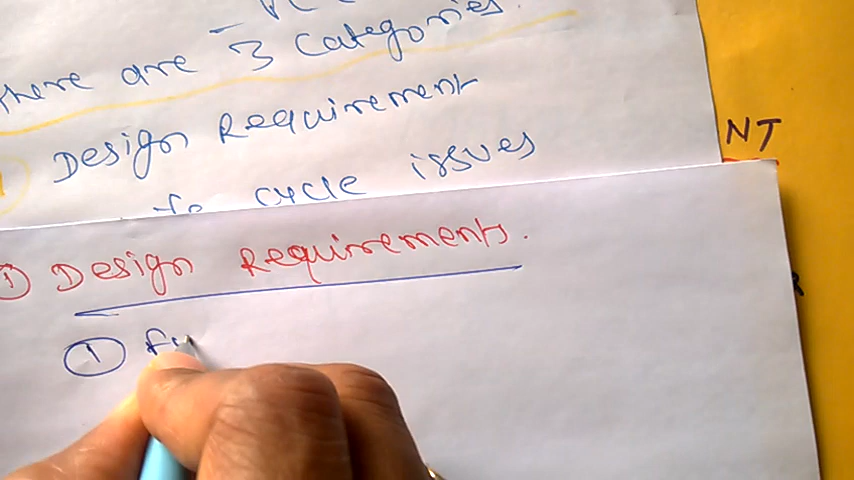 there are 3 categories.
Design Requirement
cycle issues
NT
① Design Requirements.
①